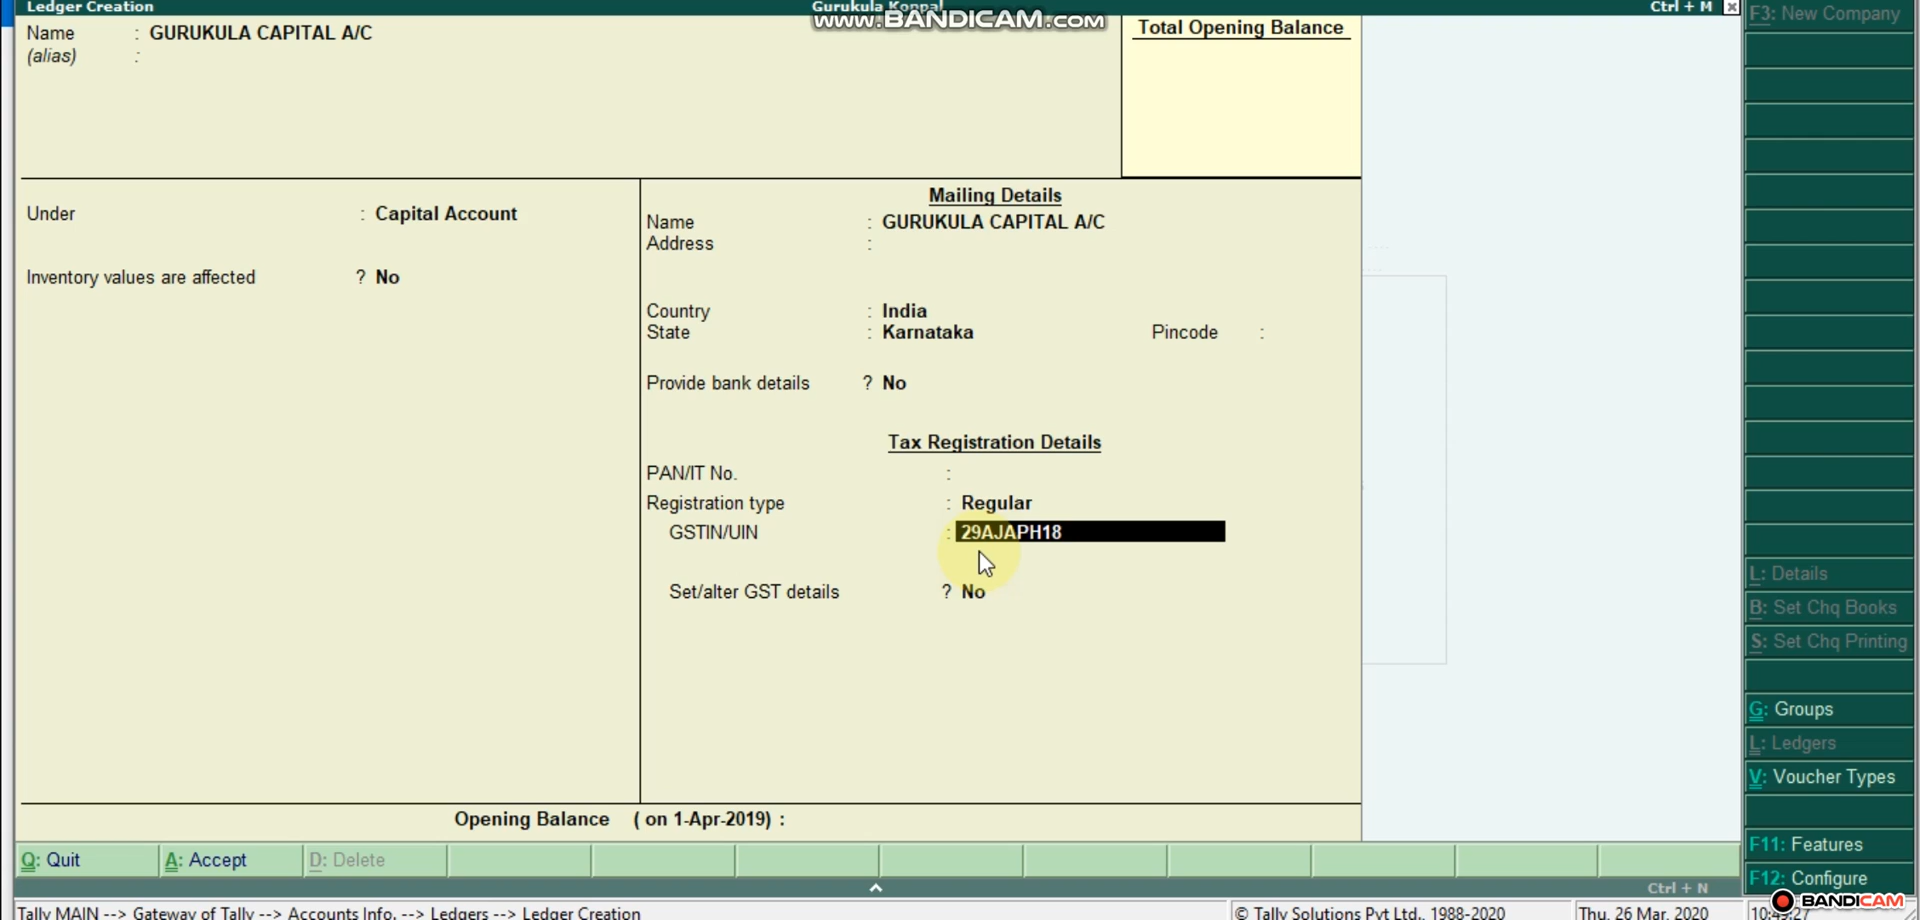 Ledger Creation
Gurukula Koppal
Ctrl + M
www.BANDICAM.com
Name : GURUKULA CAPITAL A/C
(alias) :
Total Opening Balance
Under : Capital Account
Inventory values are affected ? No
Mailing Details
Name : GURUKULA CAPITAL A/C
Address :
Country : India
State : Karnataka
Pincode :
Provide bank details ? No
Tax Registration Details
PAN/IT No. :
Registration type : Regular
GSTIN/UIN : 29AJAPH18
Set/alter GST details ? No
Opening Balance ( on 1-Apr-2019) :
Q: Quit
A: Accept
D: Delete
Ctrl + N
F3: New Company
L: Details
B: Set Chq Books
S: Set Chq Printing
G: Groups
L: Ledgers
V: Voucher Types
F11: Features
F12: Configure
Tally MAIN --> Gateway of Tally --> Accounts Info. --> Ledgers --> Ledger Creation
© Tally Solutions Pvt Ltd., 1988-2020
Thu, 26 Mar, 2020
10:49:27
BANDICAM